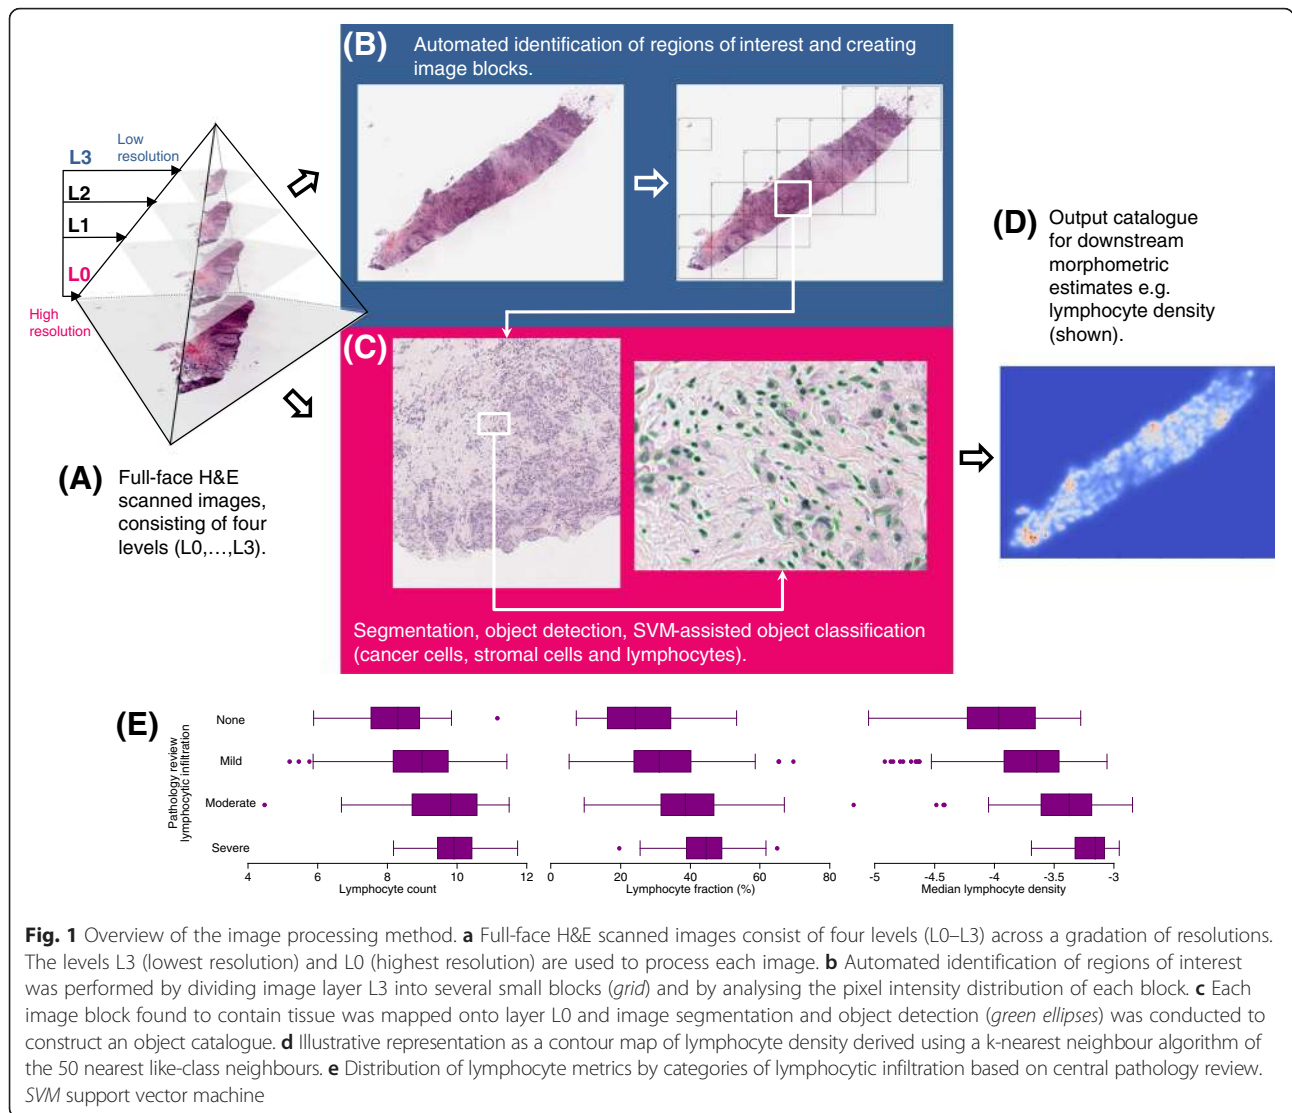 (B) Automated identification of regions of interest and creating
image blocks.
Low
resolution
L3
L2
L1
L0
High
resolution
(A) Full-face H&E
scanned images,
consisting of four
levels (L0,...,L3).
(C)
Segmentation, object detection, SVM-assisted object classification
(cancer cells, stromal cells and lymphocytes).
(D) Output catalogue
for downstream
morphometric
estimates e.g.
lymphocyte density
(shown).
(E)
Pathology review
lymphocytic infiltration
None
Mild
Moderate
Severe
4 6 8 10 12
Lymphocyte count
0 20 40 60 80
Lymphocyte fraction (%)
-5 -4.5 -4 -3.5 -3
Median lymphocyte density
Fig. 1 Overview of the image processing method. a Full-face H&E scanned images consist of four levels (L0–L3) across a gradation of resolutions.
The levels L3 (lowest resolution) and L0 (highest resolution) are used to process each image. b Automated identification of regions of interest
was performed by dividing image layer L3 into several small blocks (grid) and by analysing the pixel intensity distribution of each block. c Each
image block found to contain tissue was mapped onto layer L0 and image segmentation and object detection (green ellipses) was conducted to
construct an object catalogue. d Illustrative representation as a contour map of lymphocyte density derived using a k-nearest neighbour algorithm of
the 50 nearest like-class neighbours. e Distribution of lymphocyte metrics by categories of lymphocytic infiltration based on central pathology review.
SVM support vector machine